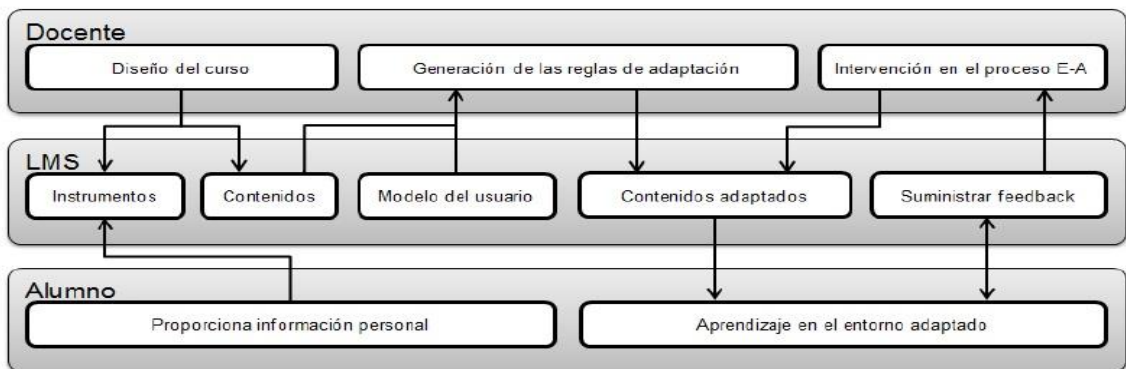 Docente
Diseño del curso
Generación de las reglas de adaptación
Intervención en el proceso E-A
LMS
Instrumentos
Contenidos
Modelo del usuario
Contenidos adaptados
Suministrar feedback
Alumno
Proporciona información personal
Aprendizaje en el entorno adaptado